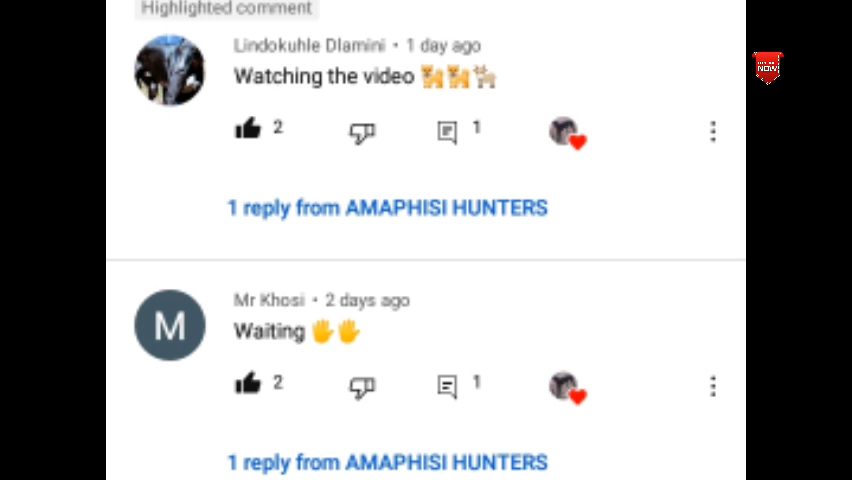 Highlighted comment
Lindokuhle Dlamini • 1 day ago
Watching the video 🐕🐕🐐
2 1
1 reply from AMAPHISI HUNTERS
M
Mr Khosi • 2 days ago
Waiting 🖐🖐
2 1
1 reply from AMAPHISI HUNTERS
NOW